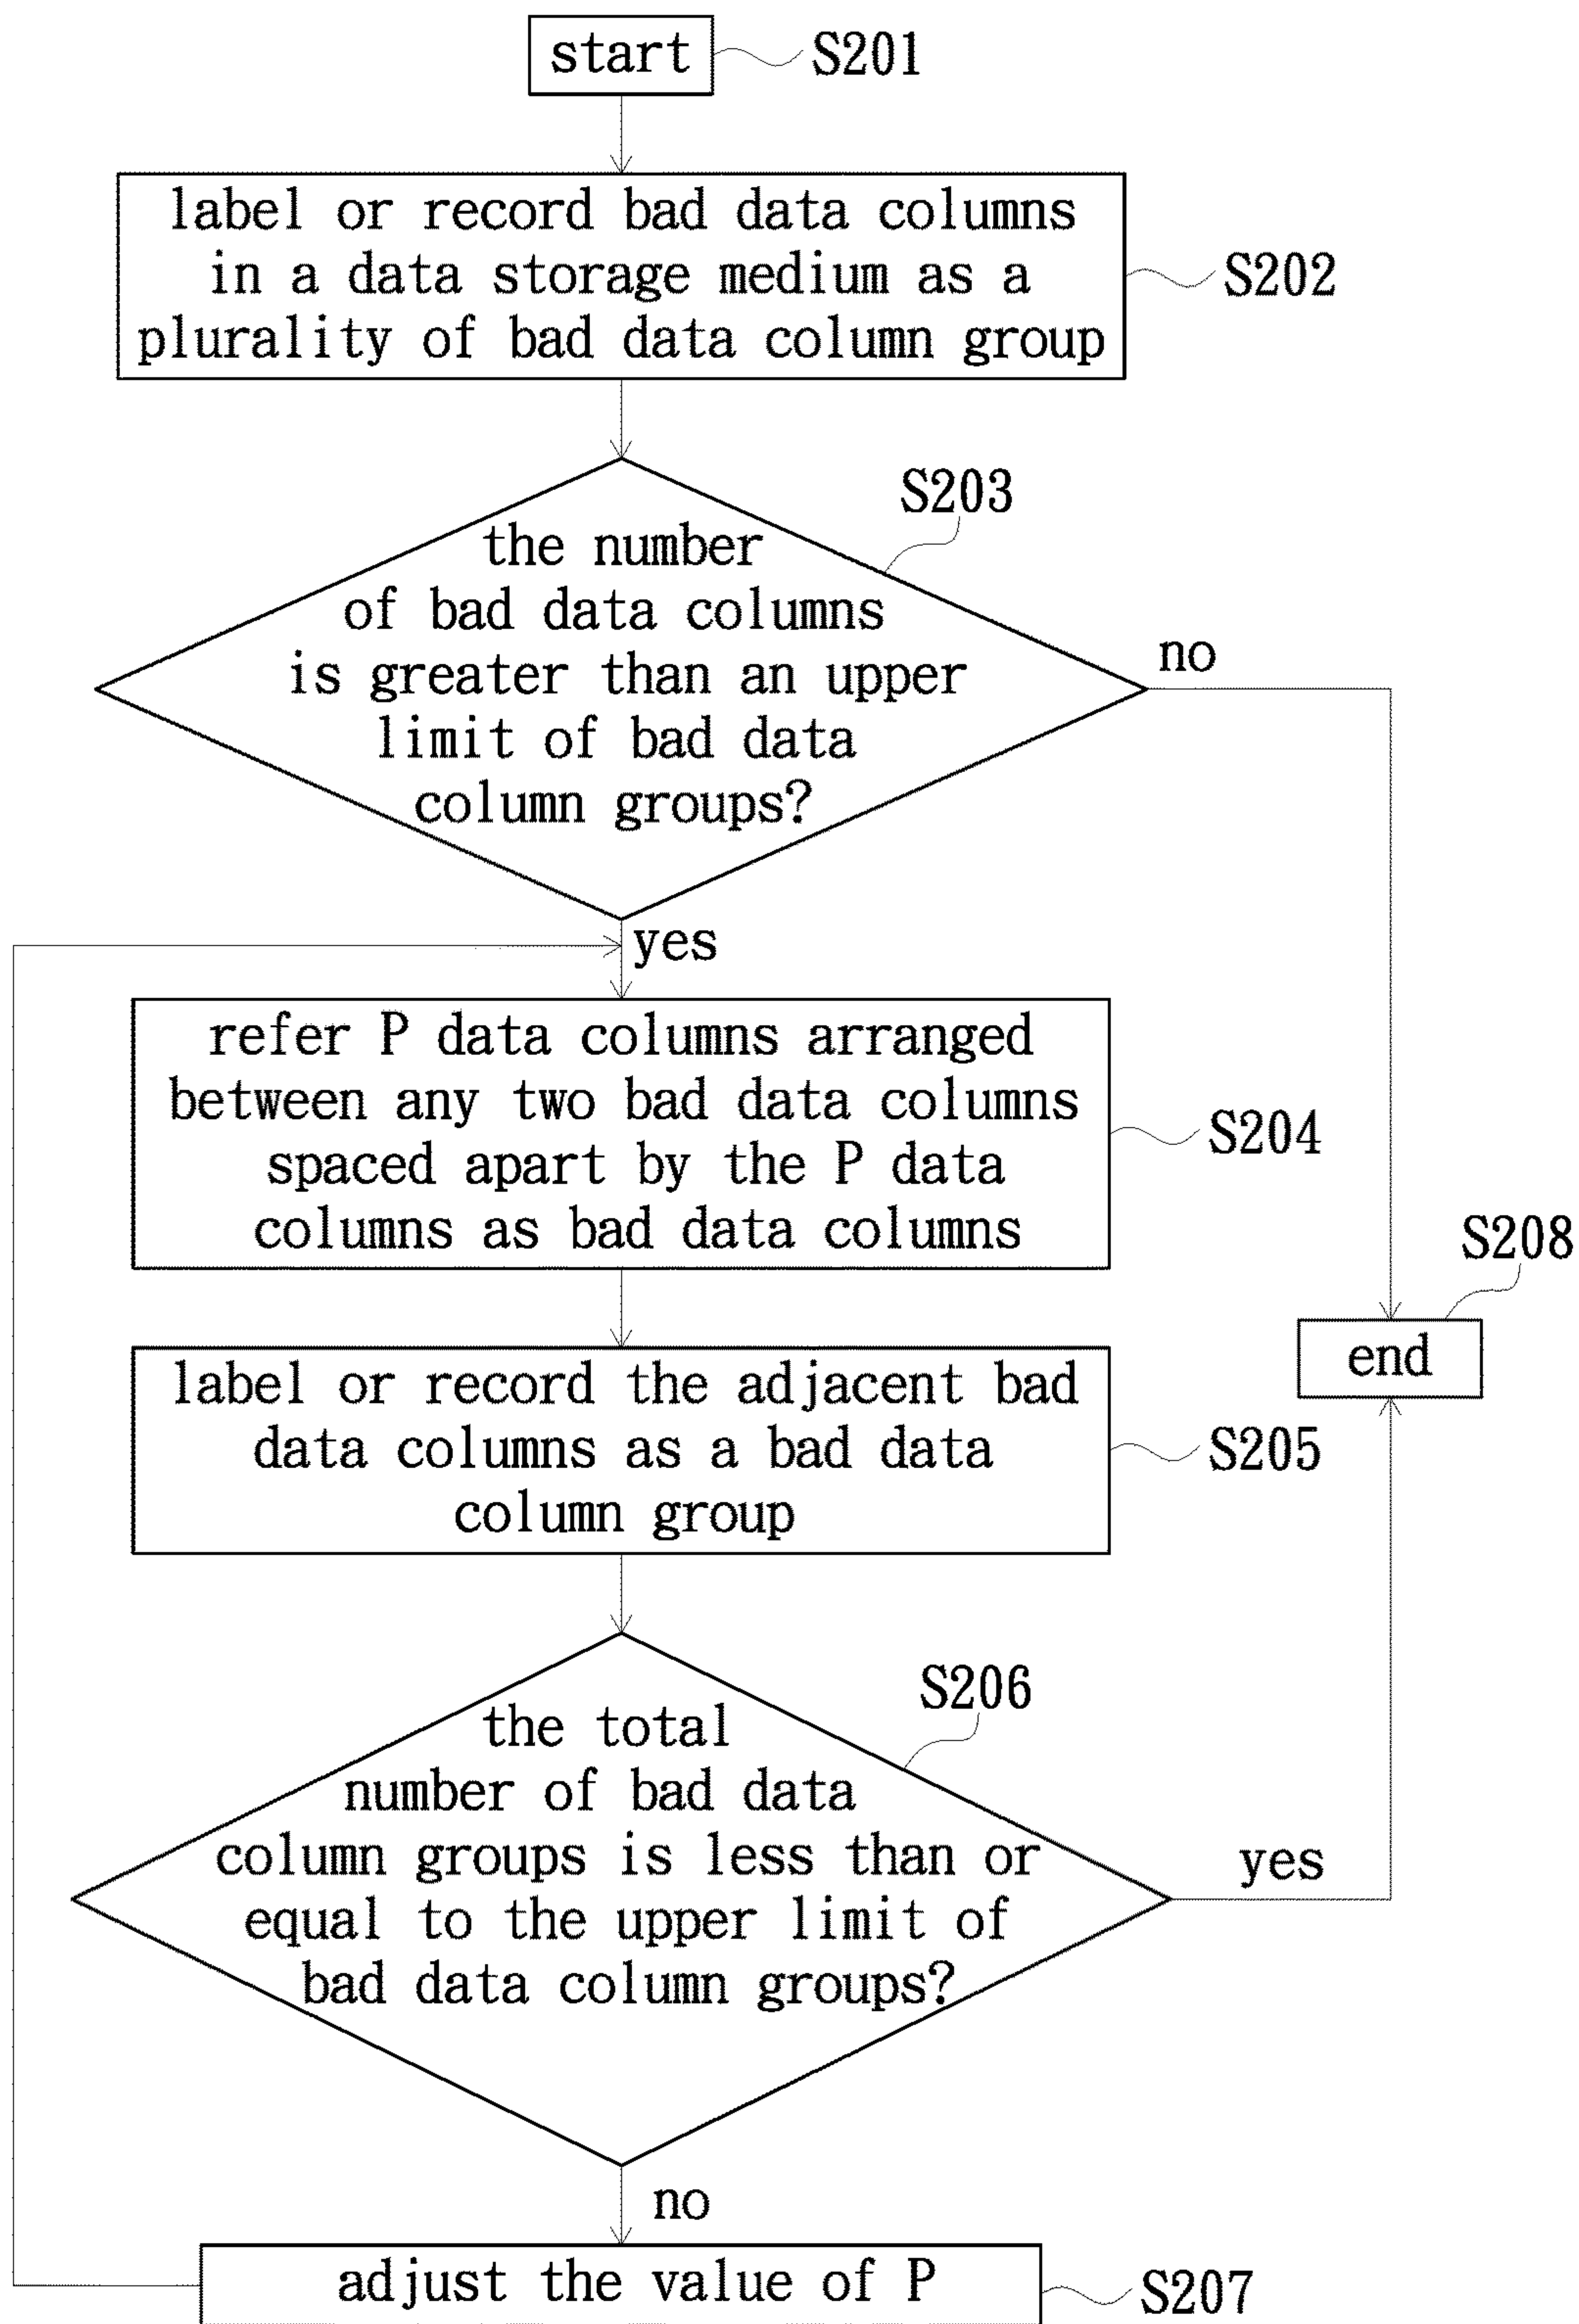 start
S201
label or record bad data columns
in a data storage medium as a
plurality of bad data column group
S202
S203
the number
of bad data columns
is greater than an upper
limit of bad data
column groups?
no
yes
refer P data columns arranged
between any two bad data columns
spaced apart by the P data
columns as bad data columns
S204
S208
end
label or record the adjacent bad
data columns as a bad data
column group
S205
S206
the total
number of bad data
column groups is less than or
equal to the upper limit of
bad data column groups?
yes
no
adjust the value of P
S207